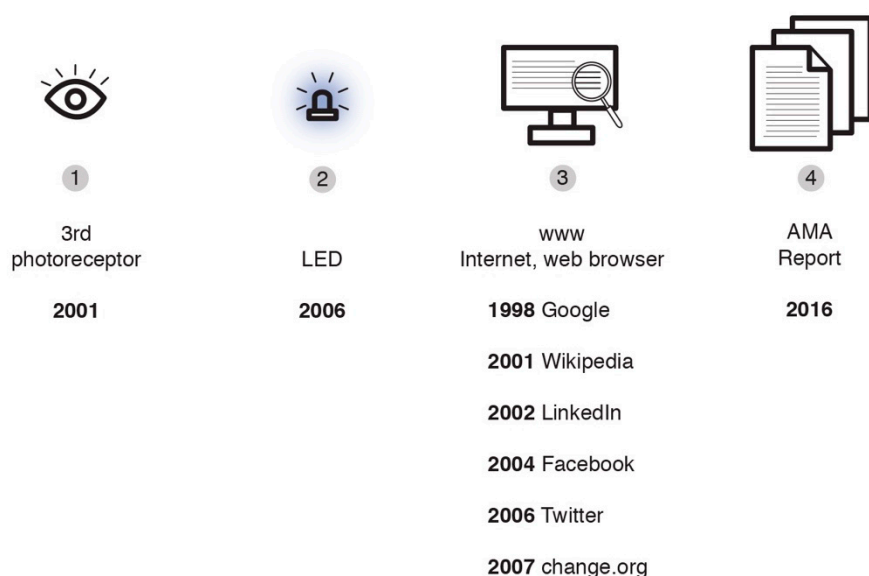 1
3rd
photoreceptor
2001
2
LED
2006
3
www
Internet, web browser
1998 Google
2001 Wikipedia
2002 LinkedIn
2004 Facebook
2006 Twitter
2007 change.org
4
AMA
Report
2016